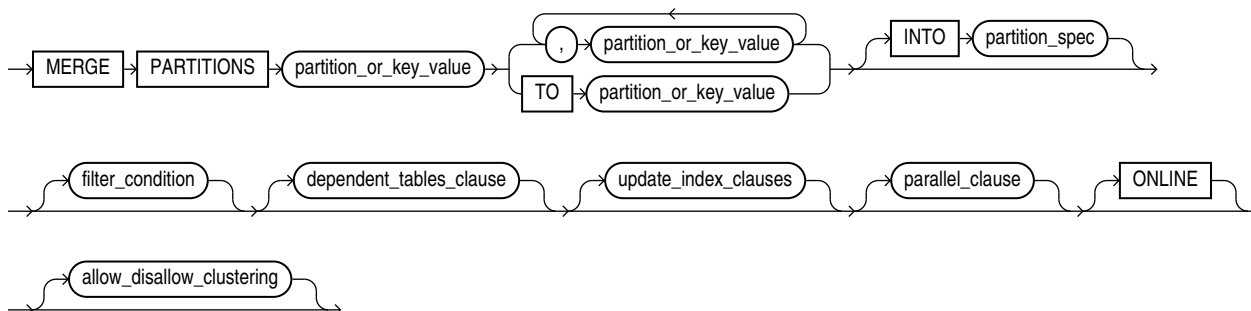 , partition_or_key_value INTO partition_spec
MERGE PARTITIONS partition_or_key_value
TO partition_or_key_value
filter_condition dependent_tables_clause update_index_clauses parallel_clause ONLINE
allow_disallow_clustering